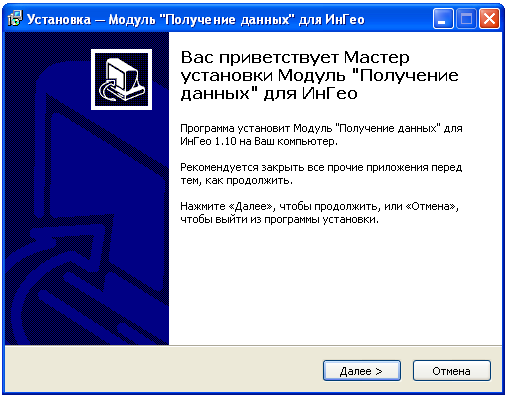 Установка — Модуль "Получение данных" для ИнГео
Вас приветствует Мастер
установки Модуль "Получение
данных" для ИнГео
Программа установит Модуль "Получение данных" для
ИнГео 1.10 на Ваш компьютер.
Рекомендуется закрыть все прочие приложения перед
тем, как продолжить.
Нажмите «Далее», чтобы продолжить, или «Отмена»,
чтобы выйти из программы установки.
Далее >
Отмена